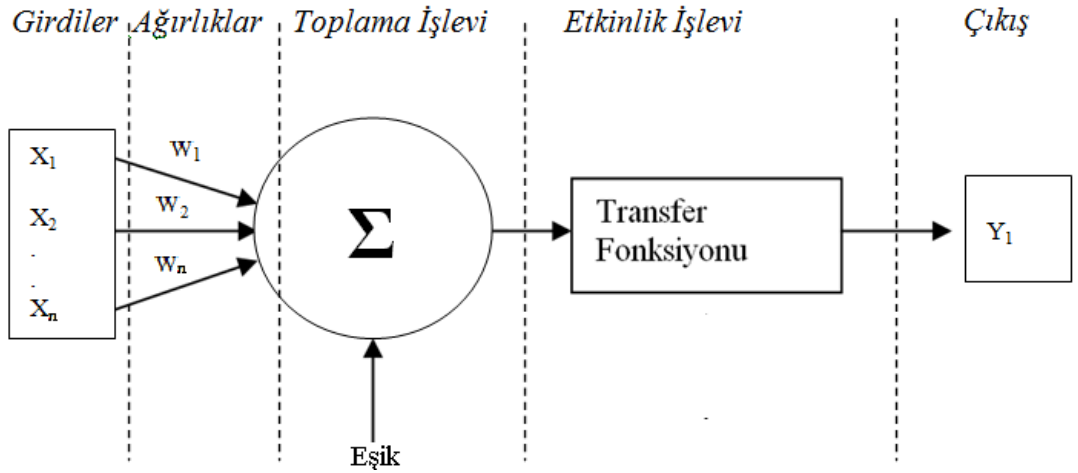 Girdiler Ağırlıklar Toplama İşlevi Etkinlik İşlevi Çıkış
X1 W1
X2 W2
.
.
Xn Wn
Σ
Transfer
Fonksiyonu
Y1
Eşik